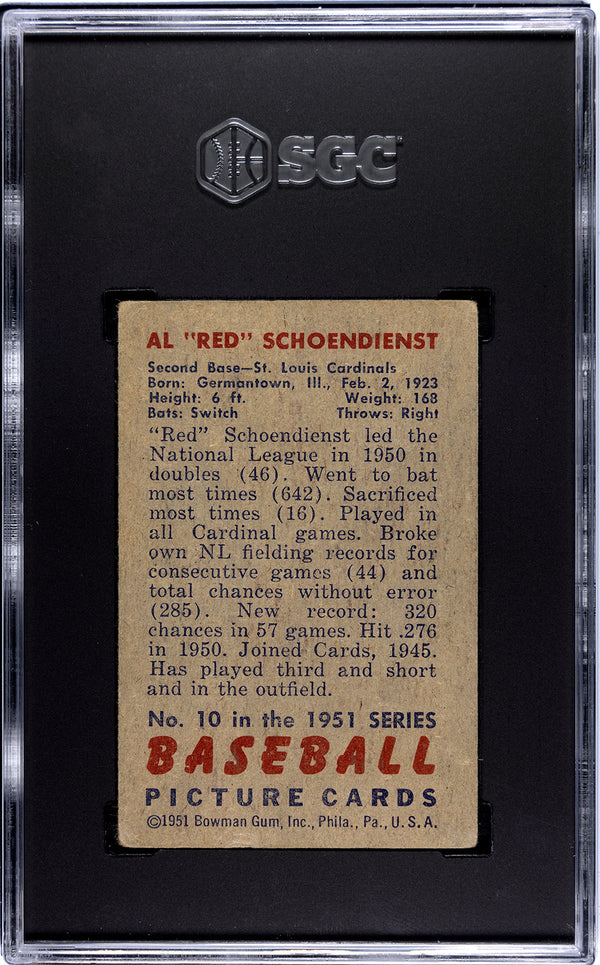 SGC
AL "RED" SCHOENDIENST
Second Base—St. Louis Cardinals
Born: Germantown, Ill., Feb. 2, 1923
Height: 6 ft. Weight: 168
Bats: Switch Throws: Right
"Red" Schoendienst led the
National League in 1950 in
doubles (46). Went to bat
most times (642). Sacrificed
most times (16). Played in
all Cardinal games. Broke
own NL fielding records for
consecutive games (44) and
total chances without error
(285). New record: 320
chances in 57 games. Hit .276
in 1950. Joined Cards, 1945.
Has played third and short
and in the outfield.
No. 10 in the 1951 SERIES
BASEBALL
PICTURE CARDS
©1951 Bowman Gum, Inc., Phila., Pa., U.S.A.